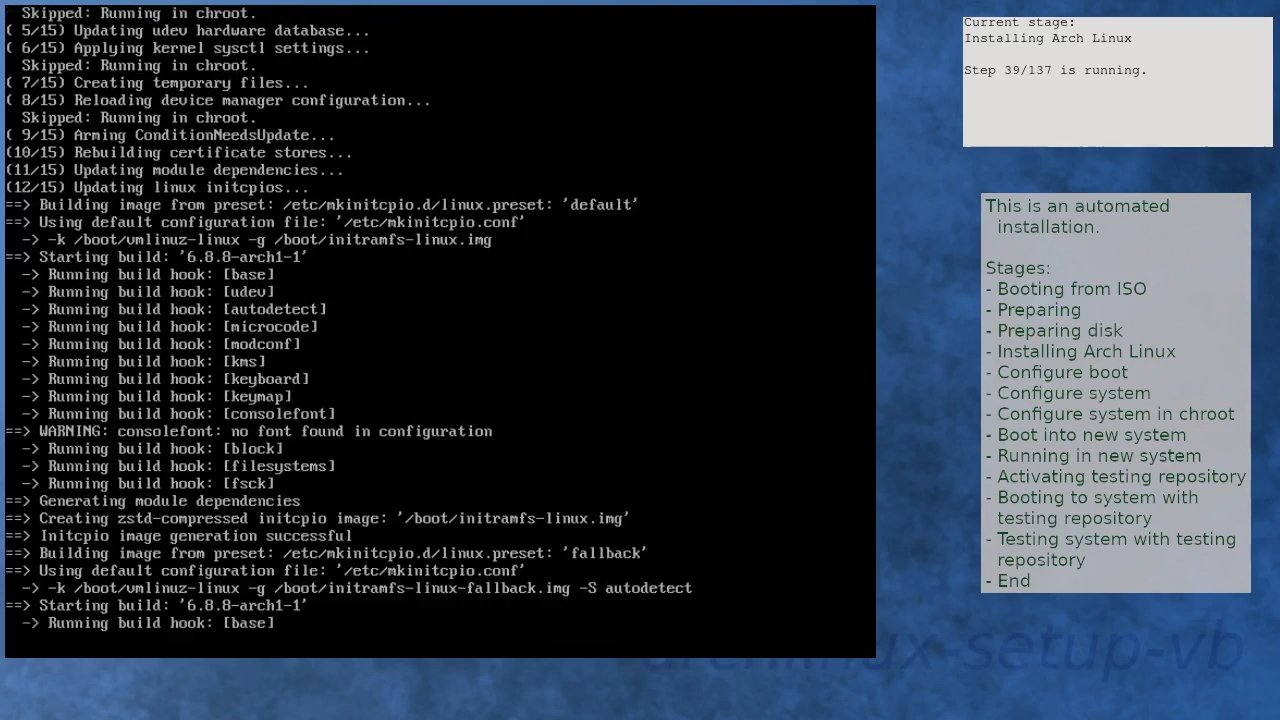 Skipped: Running in chroot.
( 5/15) Updating udev hardware database...
( 6/15) Applying kernel sysctl settings...
Skipped: Running in chroot.
( 7/15) Creating temporary files...
( 8/15) Reloading device manager configuration...
Skipped: Running in chroot.
( 9/15) Arming ConditionNeedsUpdate...
(10/15) Rebuilding certificate stores...
(11/15) Updating module dependencies...
(12/15) Updating linux initcpios...
==> Building image from preset: /etc/mkinitcpio.d/linux.preset: 'default'
==> Using default configuration file: '/etc/mkinitcpio.conf'
-> -k /boot/vmlinuz-linux -g /boot/initramfs-linux.img
==> Starting build: '6.8.8-arch1-1'
-> Running build hook: [base]
-> Running build hook: [udev]
-> Running build hook: [autodetect]
-> Running build hook: [microcode]
-> Running build hook: [modconf]
-> Running build hook: [kms]
-> Running build hook: [keyboard]
-> Running build hook: [keymap]
-> Running build hook: [consolefont]
==> WARNING: consolefont: no font found in configuration
-> Running build hook: [block]
-> Running build hook: [filesystems]
-> Running build hook: [fsck]
==> Generating module dependencies
==> Creating zstd-compressed initcpio image: '/boot/initramfs-linux.img'
==> Initcpio image generation successful
==> Building image from preset: /etc/mkinitcpio.d/linux.preset: 'fallback'
==> Using default configuration file: '/etc/mkinitcpio.conf'
-> -k /boot/vmlinuz-linux -g /boot/initramfs-linux-fallback.img -S autodetect
==> Starting build: '6.8.8-arch1-1'
-> Running build hook: [base]
Current stage:
Installing Arch Linux
Step 39/137 is running.
This is an automated
installation.
Stages:
- Booting from ISO
- Preparing
- Preparing disk
- Installing Arch Linux
- Configure boot
- Configure system
- Configure system in chroot
- Boot into new system
- Running in new system
- Activating testing repository
- Booting to system with
testing repository
- Testing system with testing
repository
- End